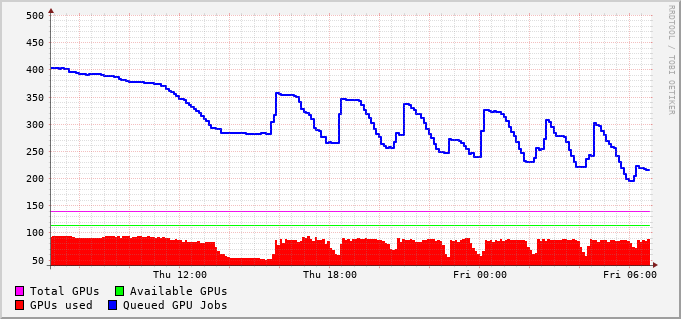 500
450
400
350
300
250
200
150
100
50
Thu 12:00 Thu 18:00 Fri 00:00 Fri 06:00
Total GPUs Available GPUs
GPUs used Queued GPU Jobs
RRDTOOL / TOBI OETIKER